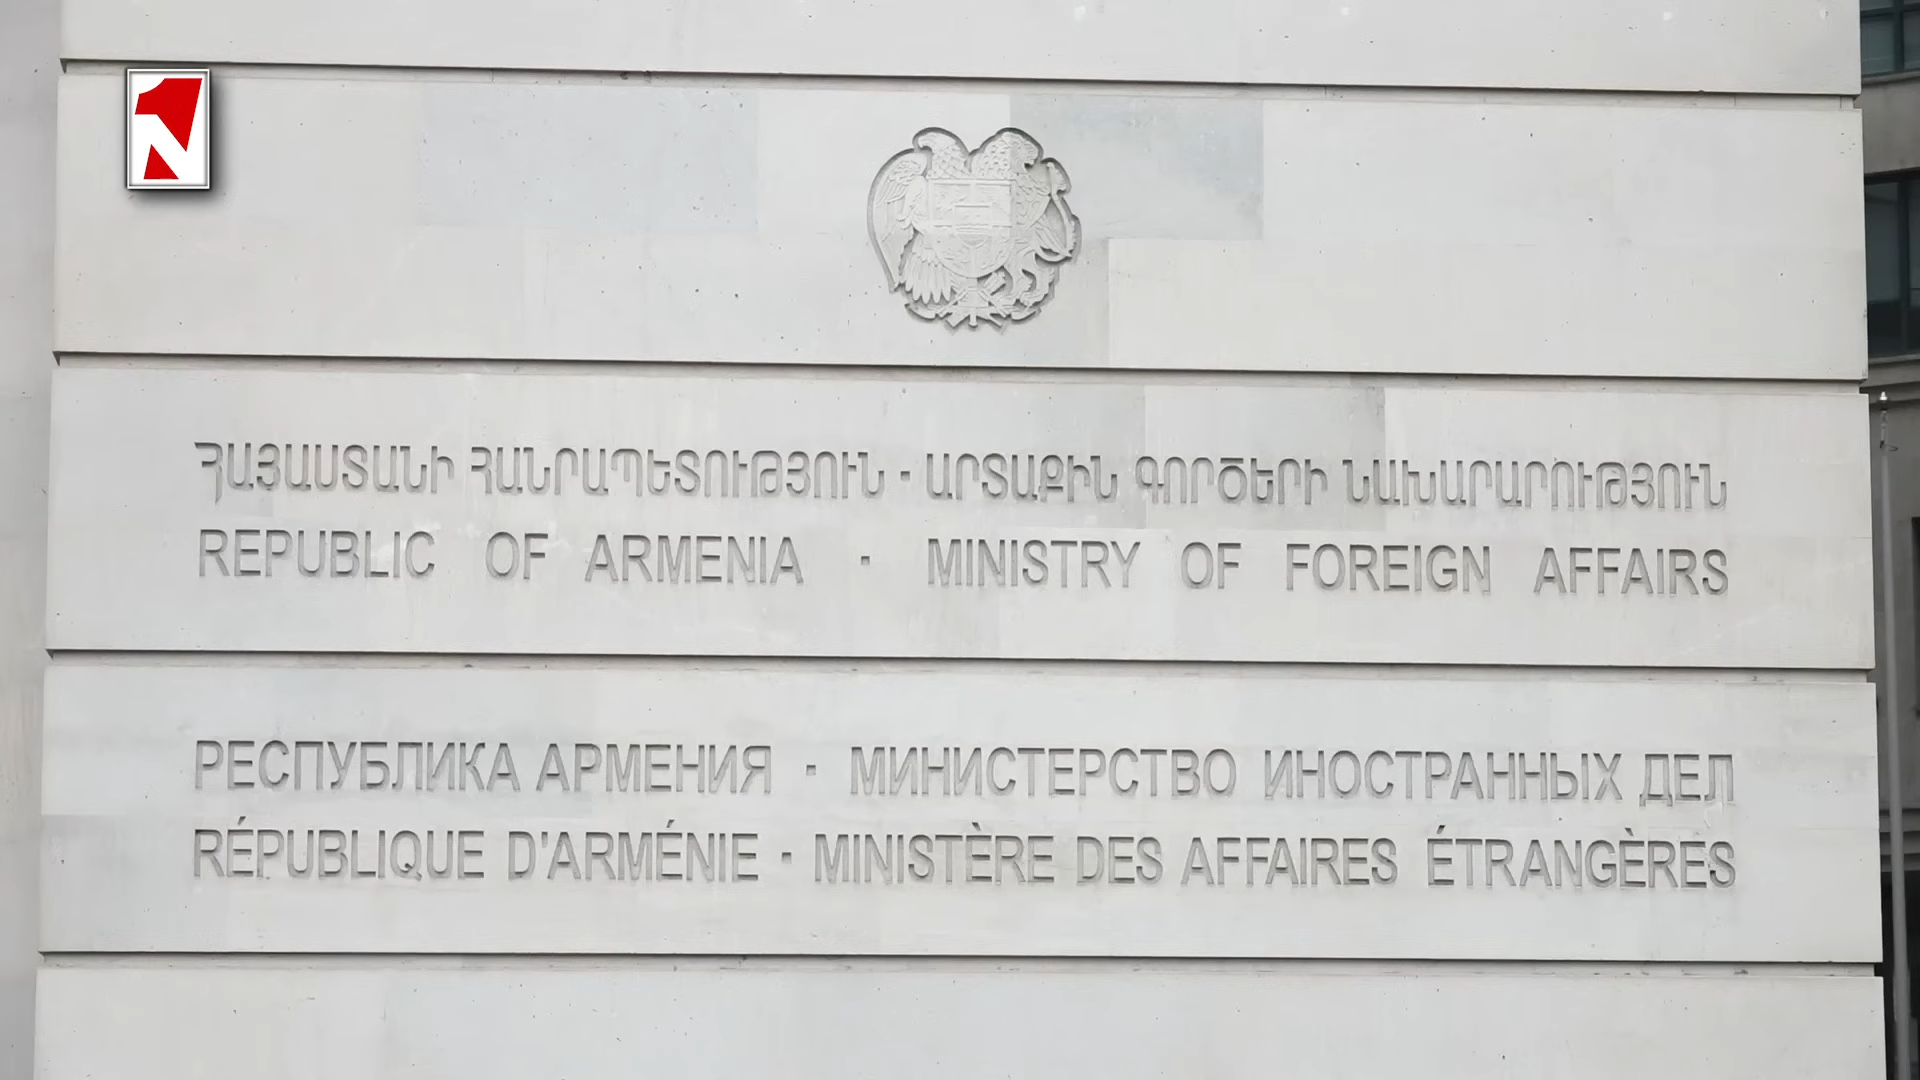 1N
ՀԱՅԱՍՏԱՆԻ ՀԱՆՐԱՊԵՏՈՒԹՅՈՒՆ - ԱՐՏԱՔԻՆ ԳՈՐԾԵՐԻ ՆԱԽԱՐԱՐՈՒԹՅՈՒՆ
REPUBLIC OF ARMENIA - MINISTRY OF FOREIGN AFFAIRS
РЕСПУБЛИКА АРМЕНИЯ - МИНИСТЕРСТВО ИНОСТРАННЫХ ДЕЛ
RÉPUBLIQUE D'ARMÉNIE - MINISTÈRE DES AFFAIRES ÉTRANGÈRES